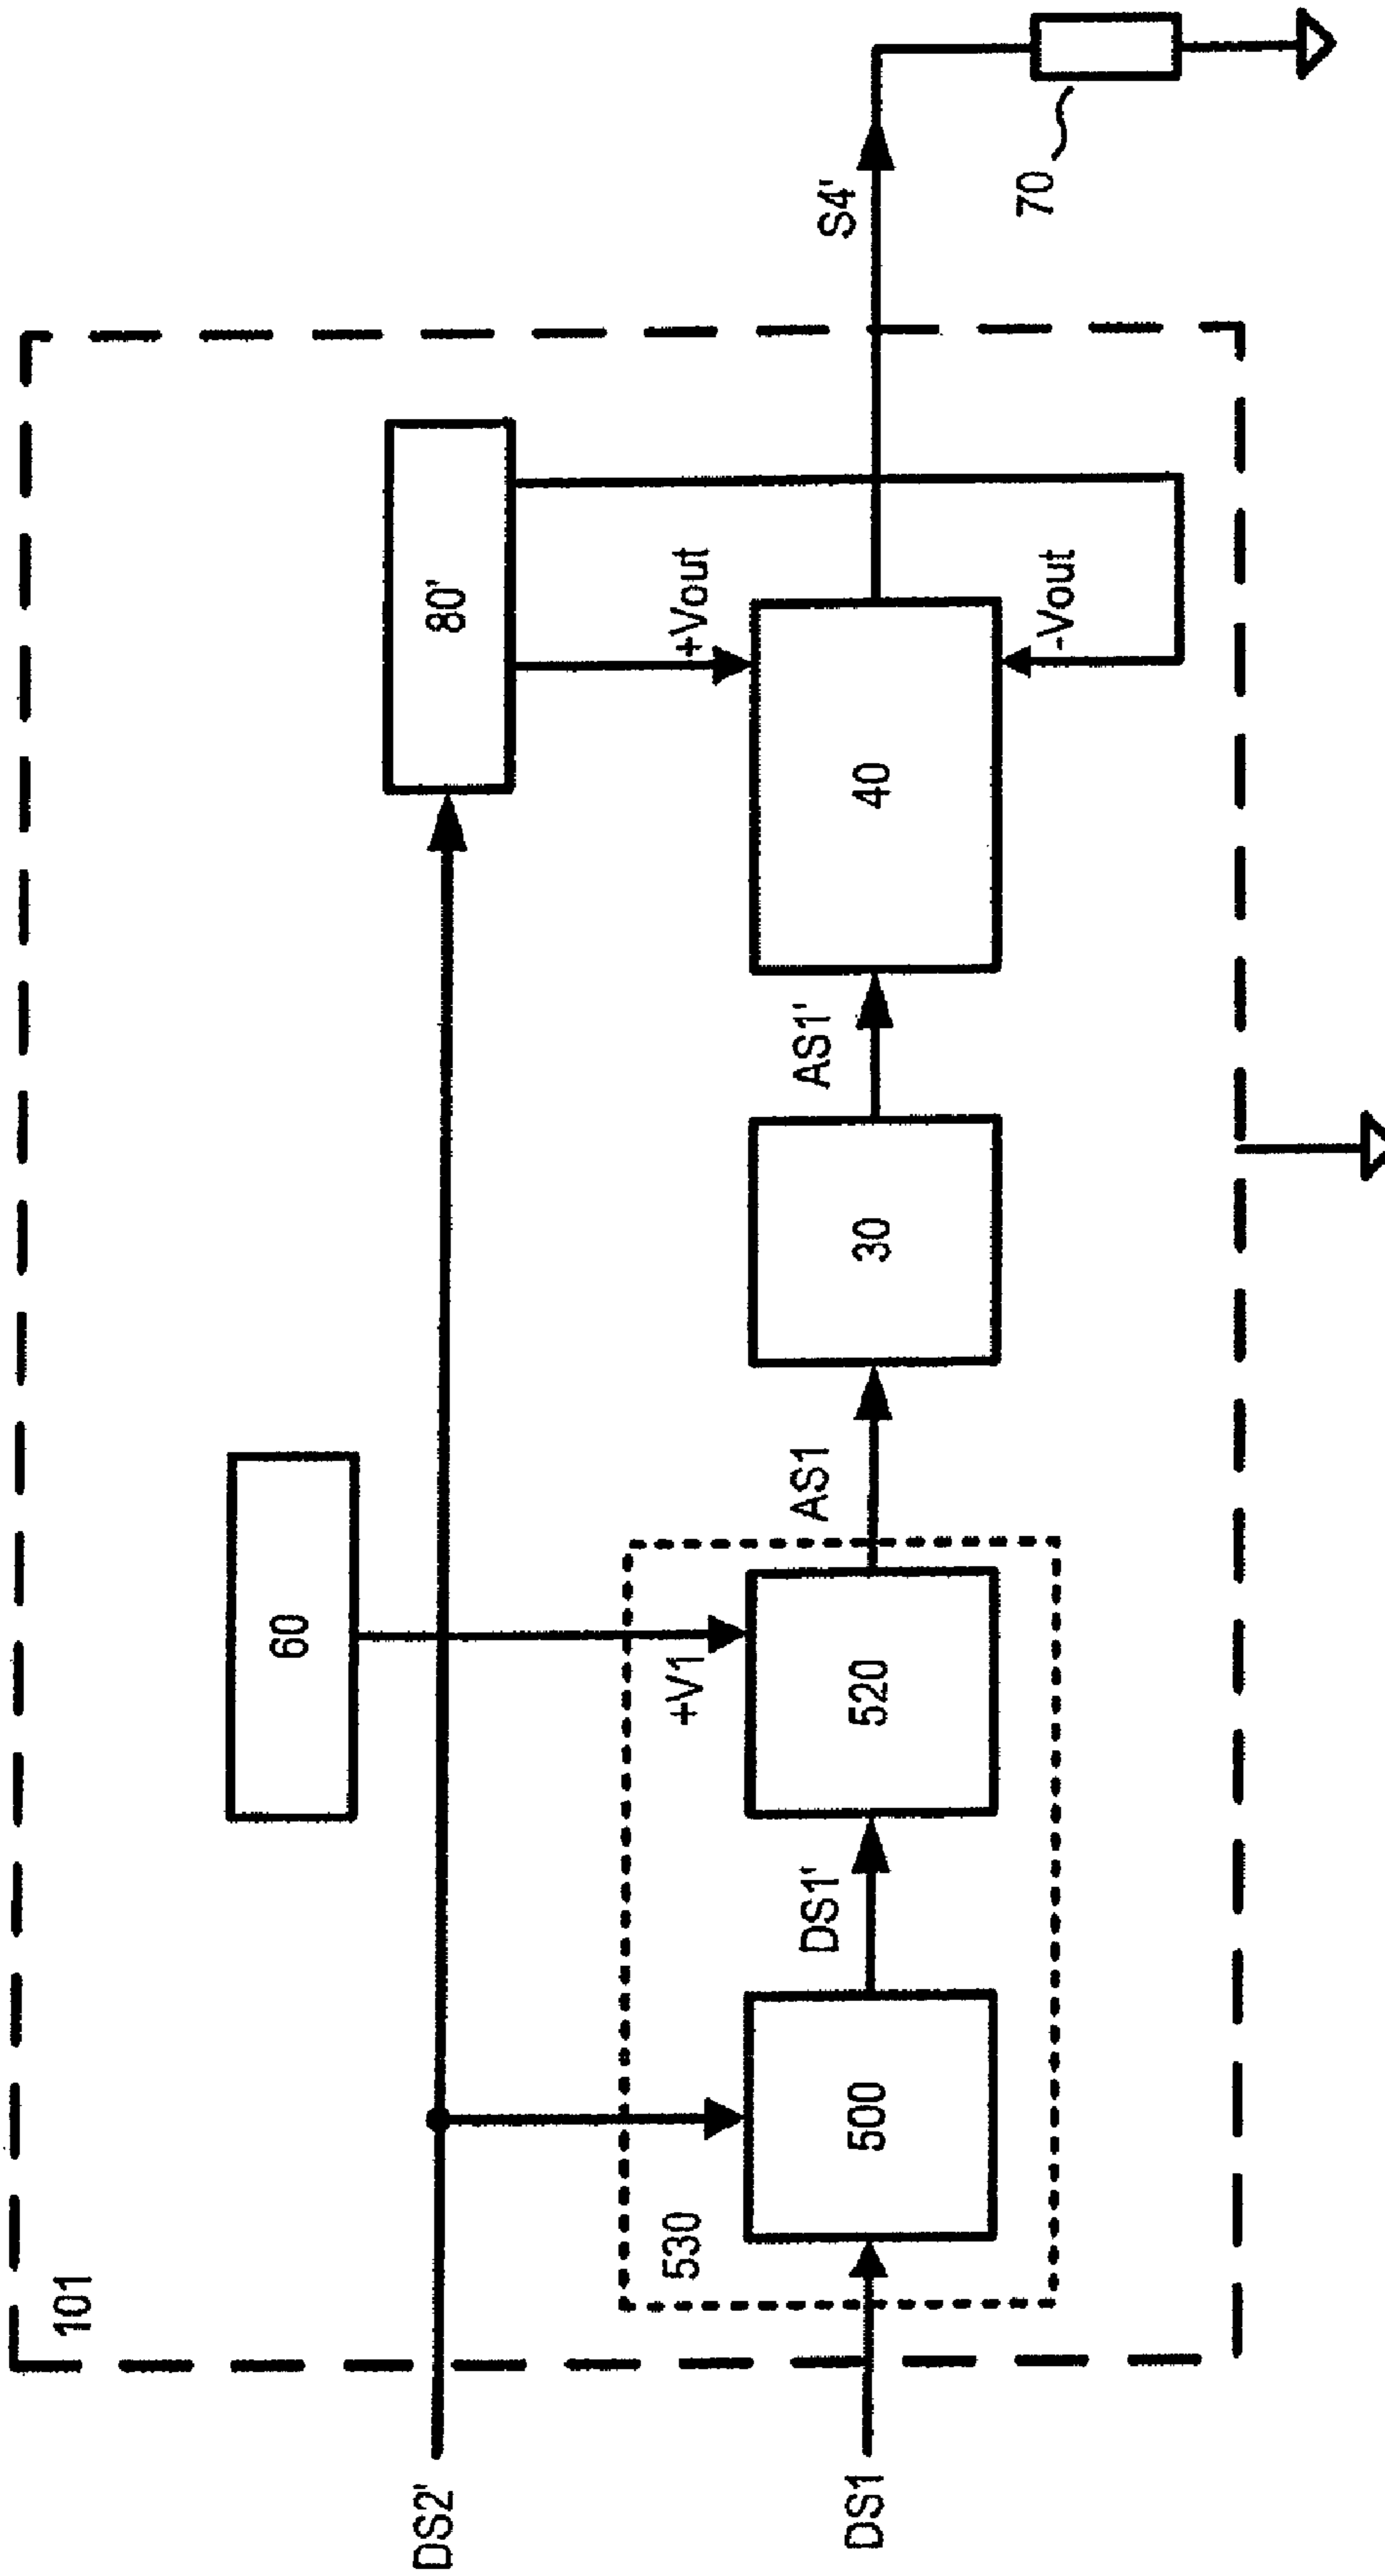 101
60
80'
DS2'
+V1
+Vout
530
DS1
500
DS1'
520
AS1
30
AS1'
40
-Vout
S4'
70